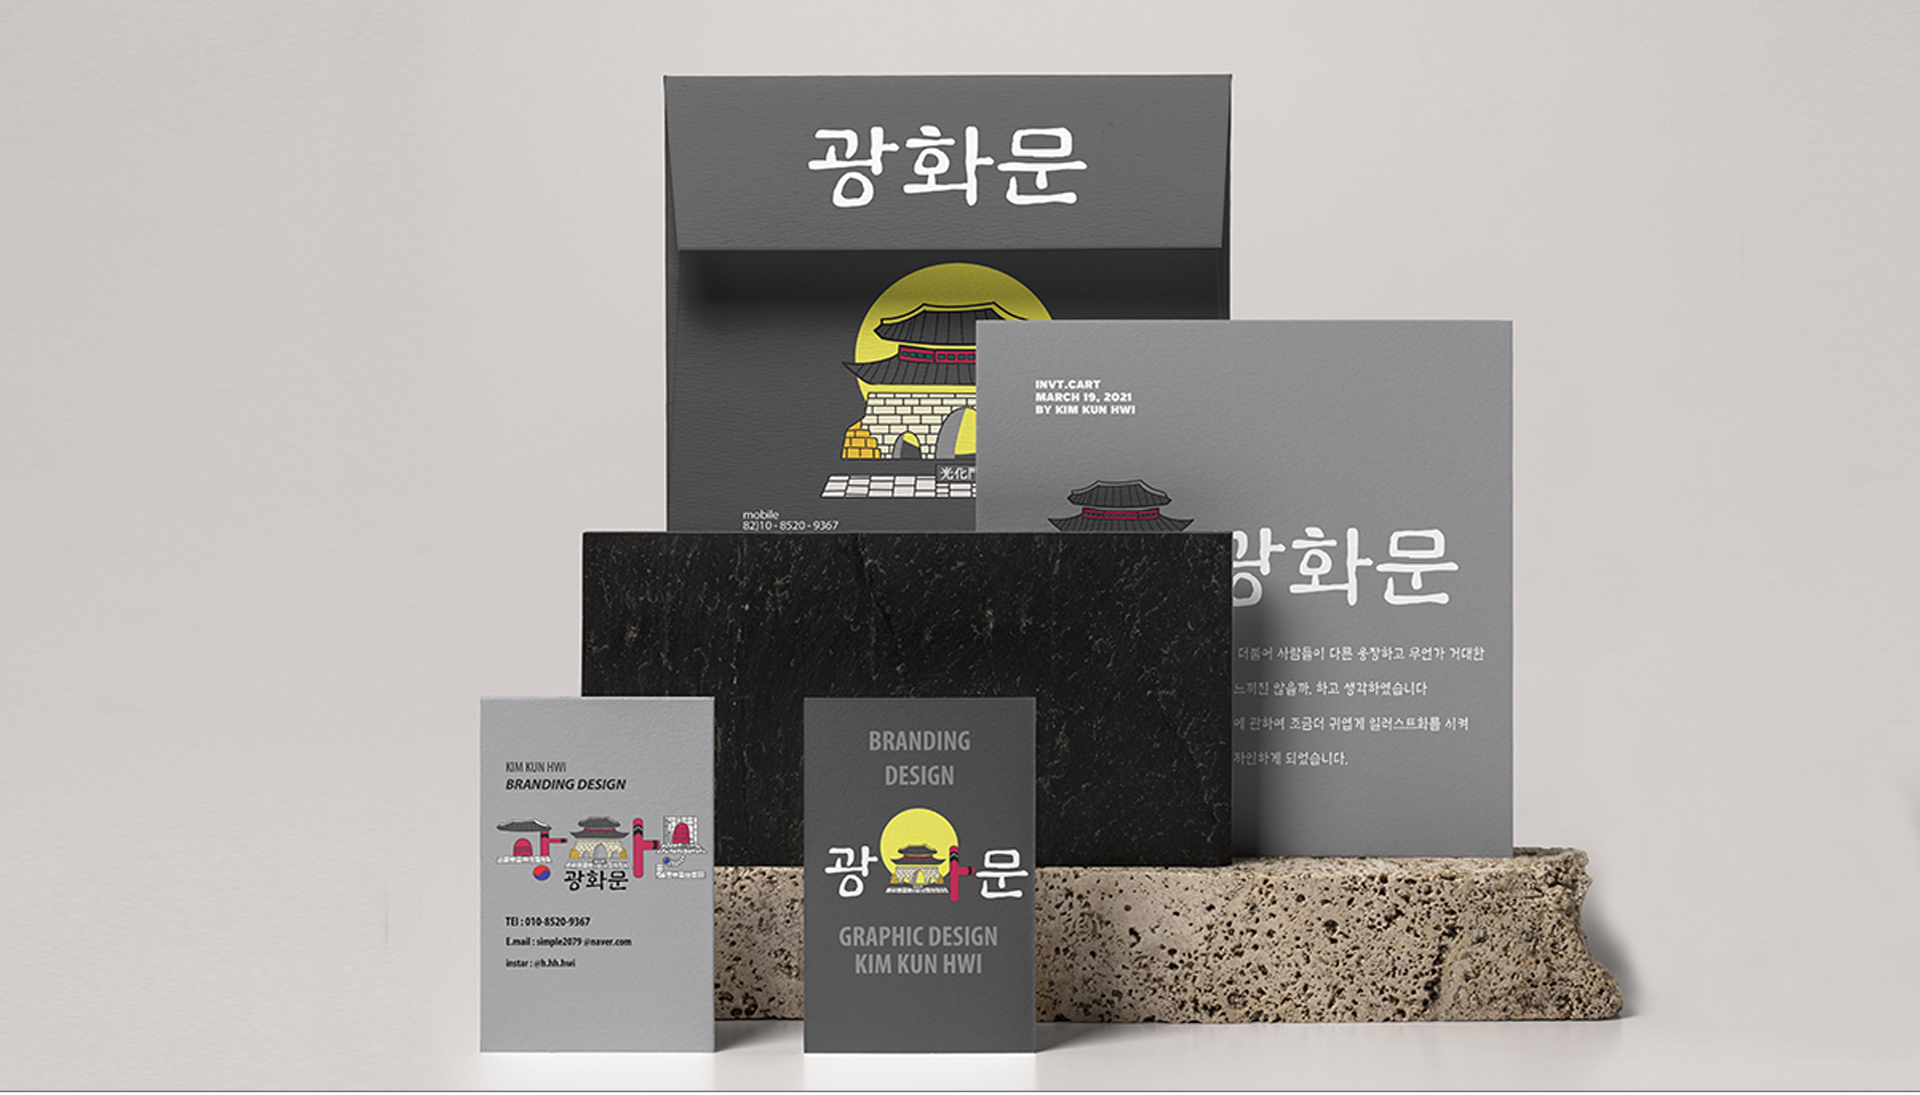 광화문
光化門
mobile
82)10 - 8520 - 9367
INVT.CART
MARCH 19, 2021
BY KIM KUN HWI
광화문
더불어 사람들이 다른 웅장하고 무언가 거대한
느끼진 않을까. 하고 생각하였습니다
에 관하여 조금더 귀엽게 일러스트화를 시켜
자인하게 되었습니다.
KIM KUN HWI
BRANDING DESIGN
광화문
TEl : 010-8520-9367
E.mail : simple2079 @naver.com
instar : @h.hh.hwi
BRANDING
DESIGN
광 문
GRAPHIC DESIGN
KIM KUN HWI